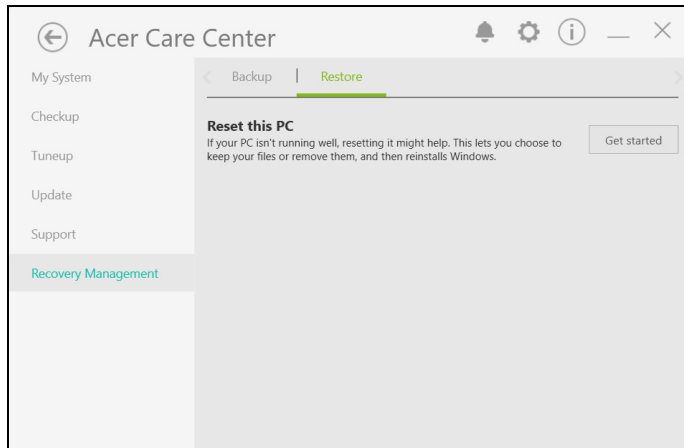 Acer Care Center
My System
Checkup
Tuneup
Update
Support
Recovery Management
Backup | Restore
Reset this PC
If your PC isn't running well, resetting it might help. This lets you choose to
keep your files or remove them, and then reinstalls Windows.
Get started